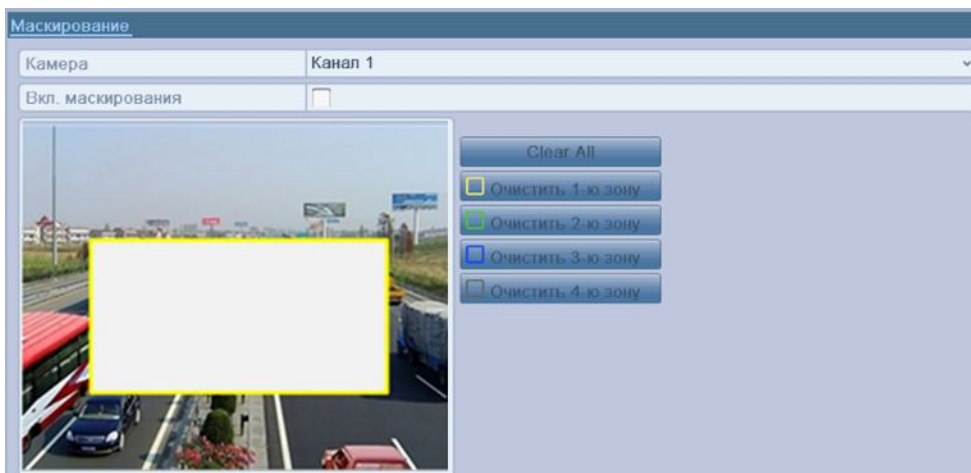 Маскирование
Камера
Канал 1
Вкл. маскирования
Clear All
Очистить 1-ю зону
Очистить 2-ю зону
Очистить 3-ю зону
Очистить 4-ю зону